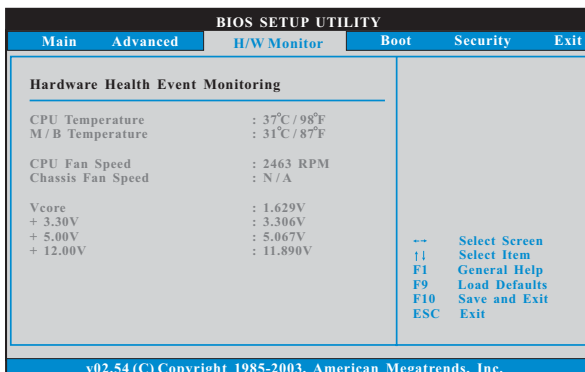 BIOS SETUP UTILITY
Main Advanced H/W Monitor Boot Security Exit
Hardware Health Event Monitoring
CPU Temperature : 37°C / 98°F
M / B Temperature : 31°C / 87°F
CPU Fan Speed : 2463 RPM
Chassis Fan Speed : N / A
Vcore : 1.629V
+ 3.30V : 3.306V
+ 5.00V : 5.067V
+ 12.00V : 11.890V
↔ Select Screen
↑↓ Select Item
F1 General Help
F9 Load Defaults
F10 Save and Exit
ESC Exit
v02.54 (C) Copyright 1985-2003, American Megatrends, Inc.